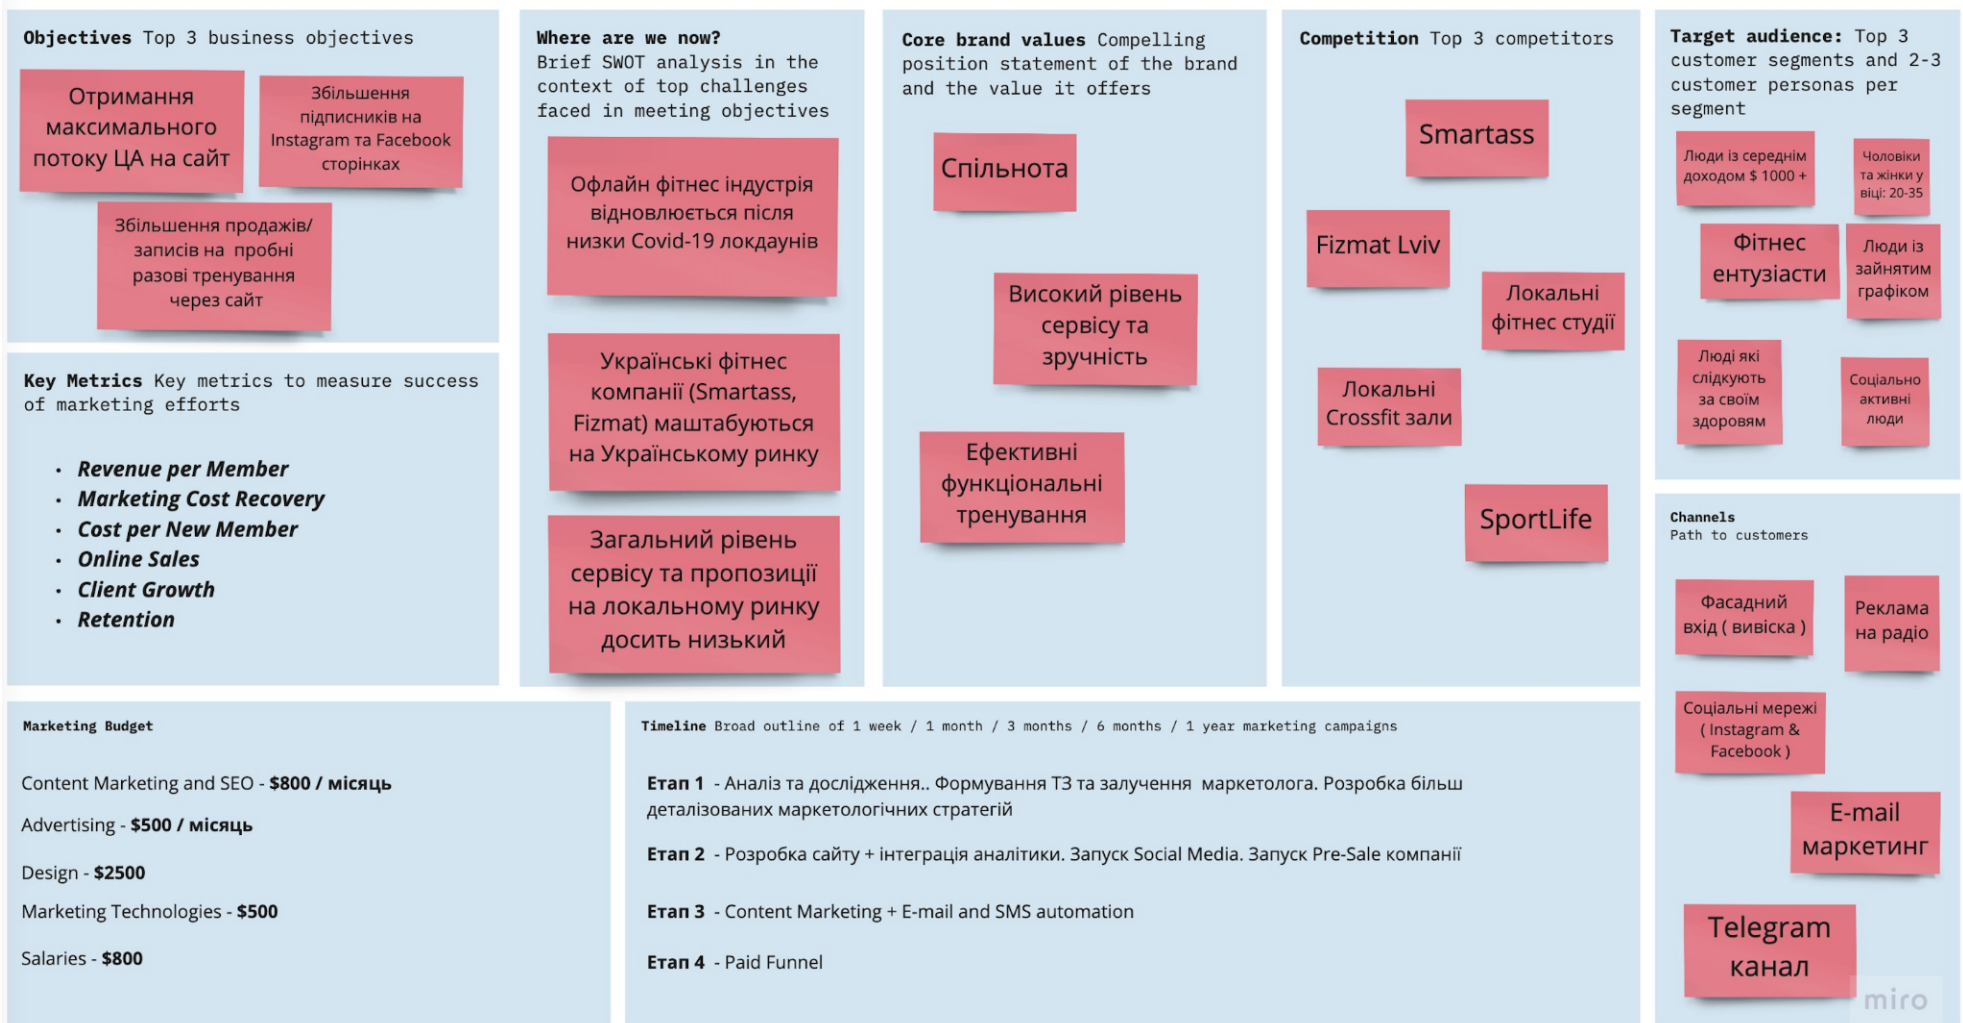 Objectives Top 3 business objectives
Отримання
максимального
потоку ЦА на сайт
Збільшення
підписників на
Instagram та Facebook
сторінках
Збільшення продажів/
записів на пробні
разові тренування
через сайт
Key Metrics Key metrics to measure success
of marketing efforts
• Revenue per Member
• Marketing Cost Recovery
• Cost per New Member
• Online Sales
• Client Growth
• Retention
Where are we now?
Brief SWOT analysis in the
context of top challenges
faced in meeting objectives
Офлайн фітнес індустрія
відновлюється після
низки Covid-19 локдаунів
Українські фітнес
компанії (Smartass,
Fizmat) маштабуються
на Українському ринку
Загальний рівень
сервісу та пропозиції
на локальному ринку
досить низький
Core brand values Compelling
position statement of the brand
and the value it offers
Спільнота
Високий рівень
сервісу та
зручність
Ефективні
функціональні
тренування
Competition Top 3 competitors
Smartass
Fizmat Lviv
Локальні
фітнес студії
Локальні
Crossfit зали
SportLife
Target audience: Top 3
customer segments and 2-3
customer personas per
segment
Люди із середнім
доходом $ 1000 +
Чоловіки
та жінки у
віці: 20-35
Фітнес
ентузіасти
Люди із
зайнятим
графіком
Люді які
слідкують
за своїм
здоровям
Соціально
активні
люди
Channels
Path to customers
Фасадний
вхід ( вивіска )
Реклама
на радіо
Соціальні мережі
( Instagram &
Facebook )
E-mail
маркетинг
Telegram
канал
Marketing Budget
Content Marketing and SEO - $800 / місяць
Advertising - $500 / місяць
Design - $2500
Marketing Technologies - $500
Salaries - $800
Timeline Broad outline of 1 week / 1 month / 3 months / 6 months / 1 year marketing campaigns
Етап 1 - Аналіз та дослідження.. Формування ТЗ та залучення маркетолога. Розробка більш
деталізованих маркетологічних стратегій
Етап 2 - Розробка сайту + інтеграція аналітики. Запуск Social Media. Запуск Pre-Sale компанії
Етап 3 - Content Marketing + E-mail and SMS automation
Етап 4 - Paid Funnel
miro